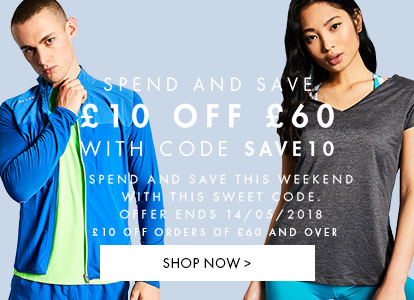 SPEND AND SAVE
£10 OFF £60
WITH CODE SAVE10
SPEND AND SAVE THIS WEEKEND
WITH THIS SWEET CODE.
OFFER ENDS 14/05/2018
£10 OFF ORDERS OF £60 AND OVER
SHOP NOW >